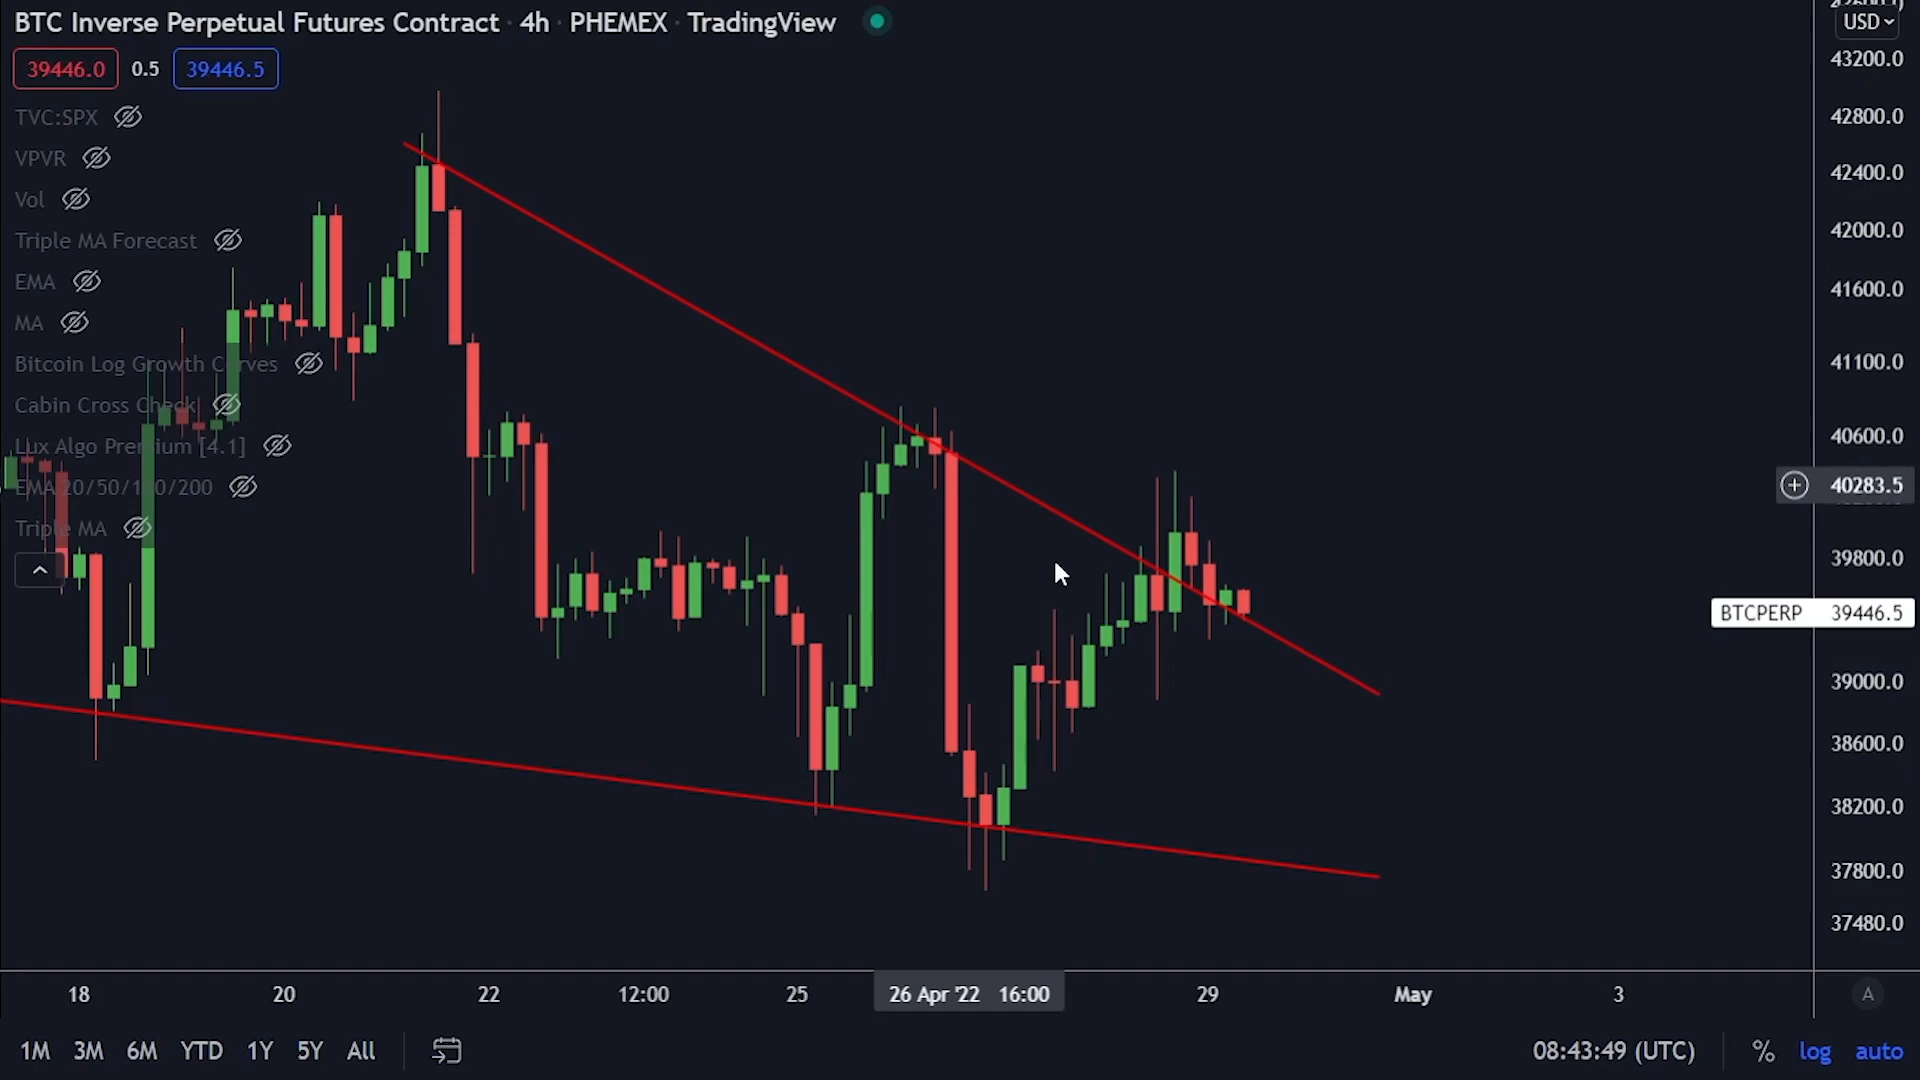 BTC Inverse Perpetual Futures Contract · 4h · PHEMEX · TradingView
39446.0 0.5 39446.5
TVC:SPX
VPVR
Vol
Triple MA Forecast
EMA
MA
Bitcoin Log Growth Curves
Cabin Cross Check
Lux Algo Premium [4.1]
EMA 20/50/100/200
Triple MA
USD
43200.0
42800.0
42400.0
42000.0
41600.0
41100.0
40600.0
40283.5
39800.0
BTCPERP 39446.5
39000.0
38600.0
38200.0
37800.0
37480.0
18 20 22 12:00 25 26 Apr '22 16:00 29 May 3 A
1M 3M 6M YTD 1Y 5Y All 08:43:49 (UTC) % log auto